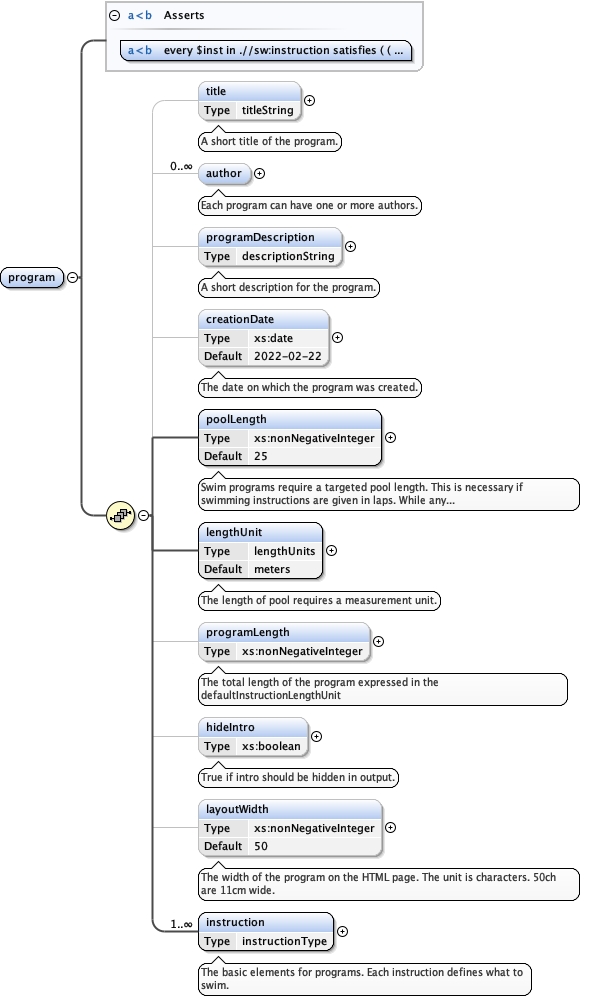 a<b Asserts
a<b every $inst in .//sw:instruction satisfies ( ( ...
title
Type titleString
A short title of the program.
0..∞
author
Each program can have one or more authors.
programDescription
Type descriptionString
program
A short description for the program.
creationDate
Type xs:date
Default 2022-02-22
The date on which the program was created.
poolLength
Type xs:nonNegativeInteger
Default 25
Swim programs require a targeted pool length. This is necessary if
swimming instructions are given in laps. While any...
lengthUnit
Type lengthUnits
Default meters
The length of pool requires a measurement unit.
programLength
Type xs:nonNegativeInteger
The total length of the program expressed in the
defaultInstructionLengthUnit
hideIntro
Type xs:boolean
True if intro should be hidden in output.
layoutWidth
Type xs:nonNegativeInteger
Default 50
The width of the program on the HTML page. The unit is characters. 50ch
are 11cm wide.
1..∞
instruction
Type instructionType
The basic elements for programs. Each instruction defines what to
swim.